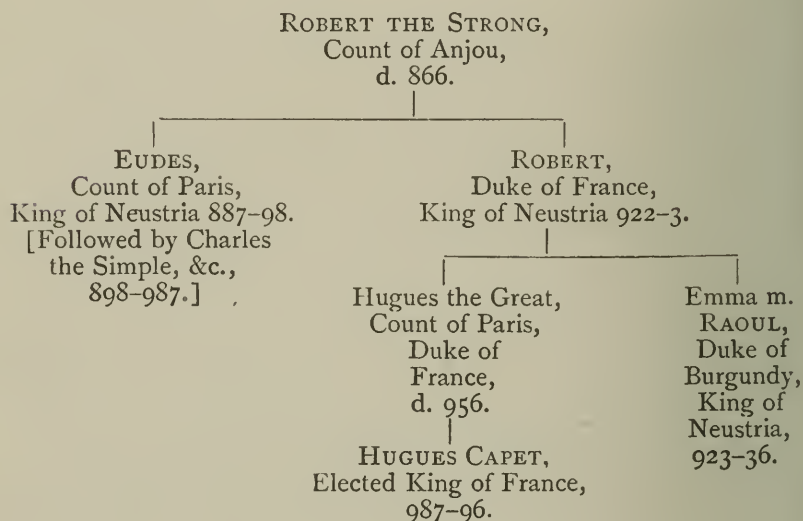 ROBERT THE STRONG,
Count of Anjou,
d. 866.
EUDES,
Count of Paris,
King of Neustria 887–98.
[Followed by Charles
the Simple, &c.,
898–987.]
ROBERT,
Duke of France,
King of Neustria 922–3.
Hugues the Great,
Count of Paris,
Duke of
France,
d. 956.
Emma m.
RAOUL,
Duke of
Burgundy,
King of
Neustria,
923–36.
HUGUES CAPET,
Elected King of France,
987–96.